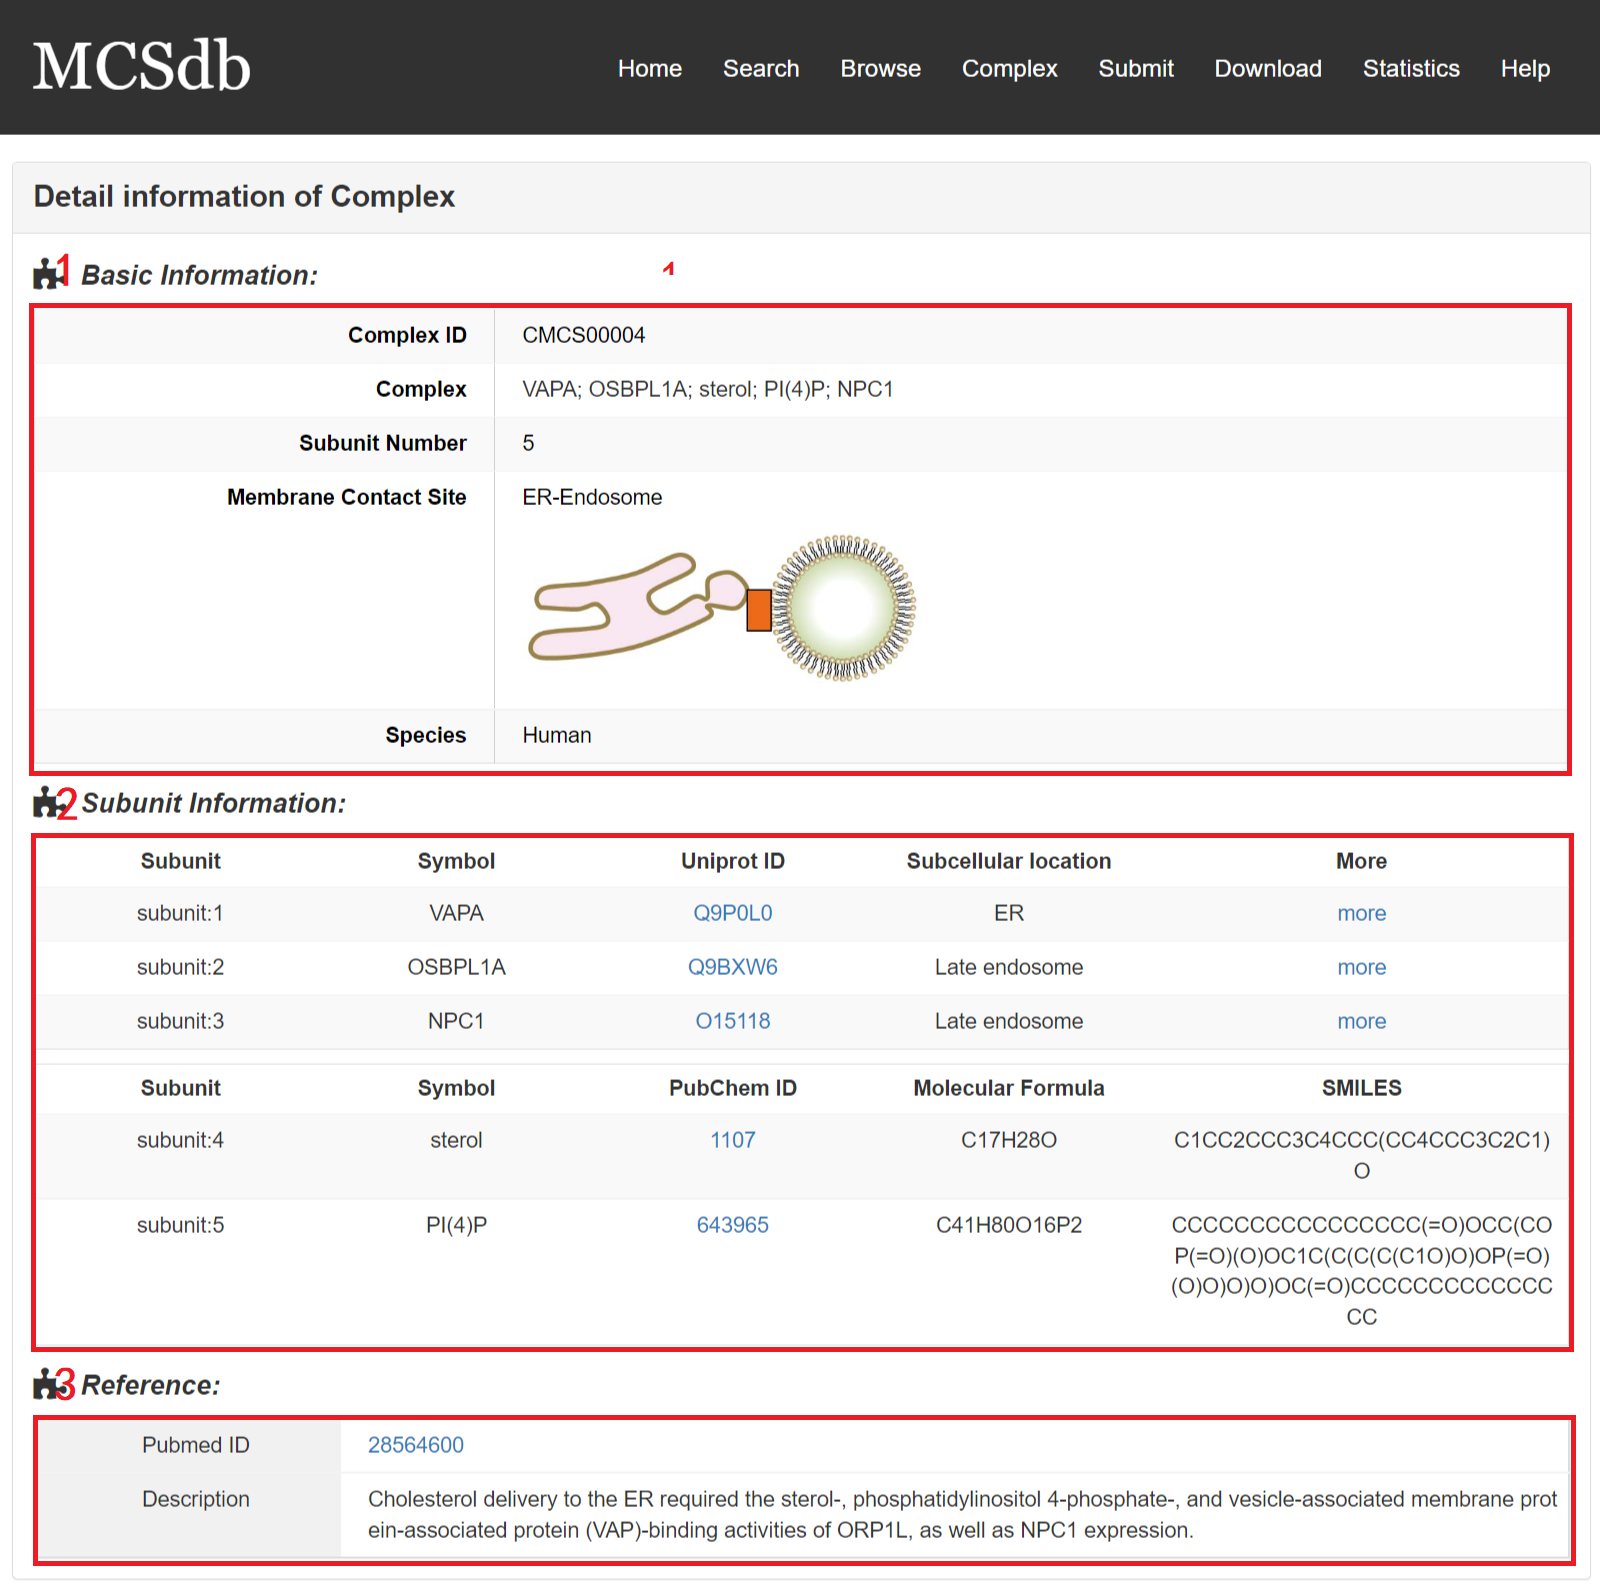 MCSdb
Home Search Browse Complex Submit Download Statistics Help
Detail information of Complex
1 Basic Information:
1
Complex ID CMCS00004
Complex VAPA; OSBPL1A; sterol; PI(4)P; NPC1
Subunit Number 5
Membrane Contact Site ER-Endosome
Species Human
2 Subunit Information:
Subunit Symbol Uniprot ID Subcellular location More
subunit:1 VAPA Q9P0L0 ER more
subunit:2 OSBPL1A Q9BXW6 Late endosome more
subunit:3 NPC1 O15118 Late endosome more
Subunit Symbol PubChem ID Molecular Formula SMILES
subunit:4 sterol 1107 C17H28O C1CC2CCC3C4CCC(CC4CCC3C2C1)
O
subunit:5 PI(4)P 643965 C41H80O16P2 CCCCCCCCCCCCCCCC(=O)OCC(CO
P(=O)(O)OC1C(C(C(C(C1O)O)OP(=O)
(O)O)O)O)OC(=O)CCCCCCCCCCCCC
CC
3 Reference:
Pubmed ID 28564600
Description Cholesterol delivery to the ER required the sterol-, phosphatidylinositol 4-phosphate-, and vesicle-associated membrane prot
ein-associated protein (VAP)-binding activities of ORP1L, as well as NPC1 expression.